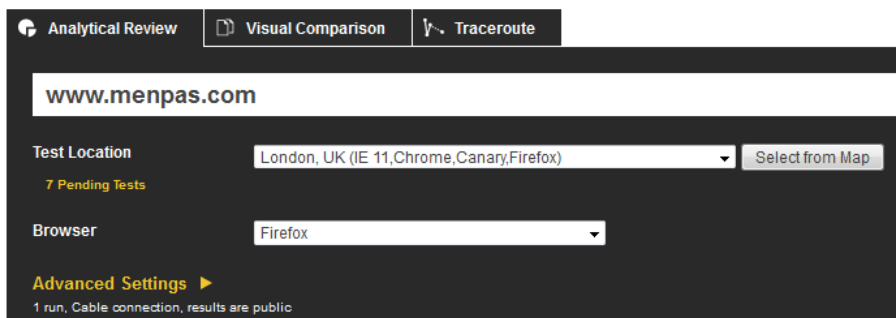 Analytical Review Visual Comparison Traceroute
www.menpas.com
Test Location London, UK (IE 11,Chrome,Canary,Firefox) Select from Map
7 Pending Tests
Browser Firefox
Advanced Settings
1 run, Cable connection, results are public